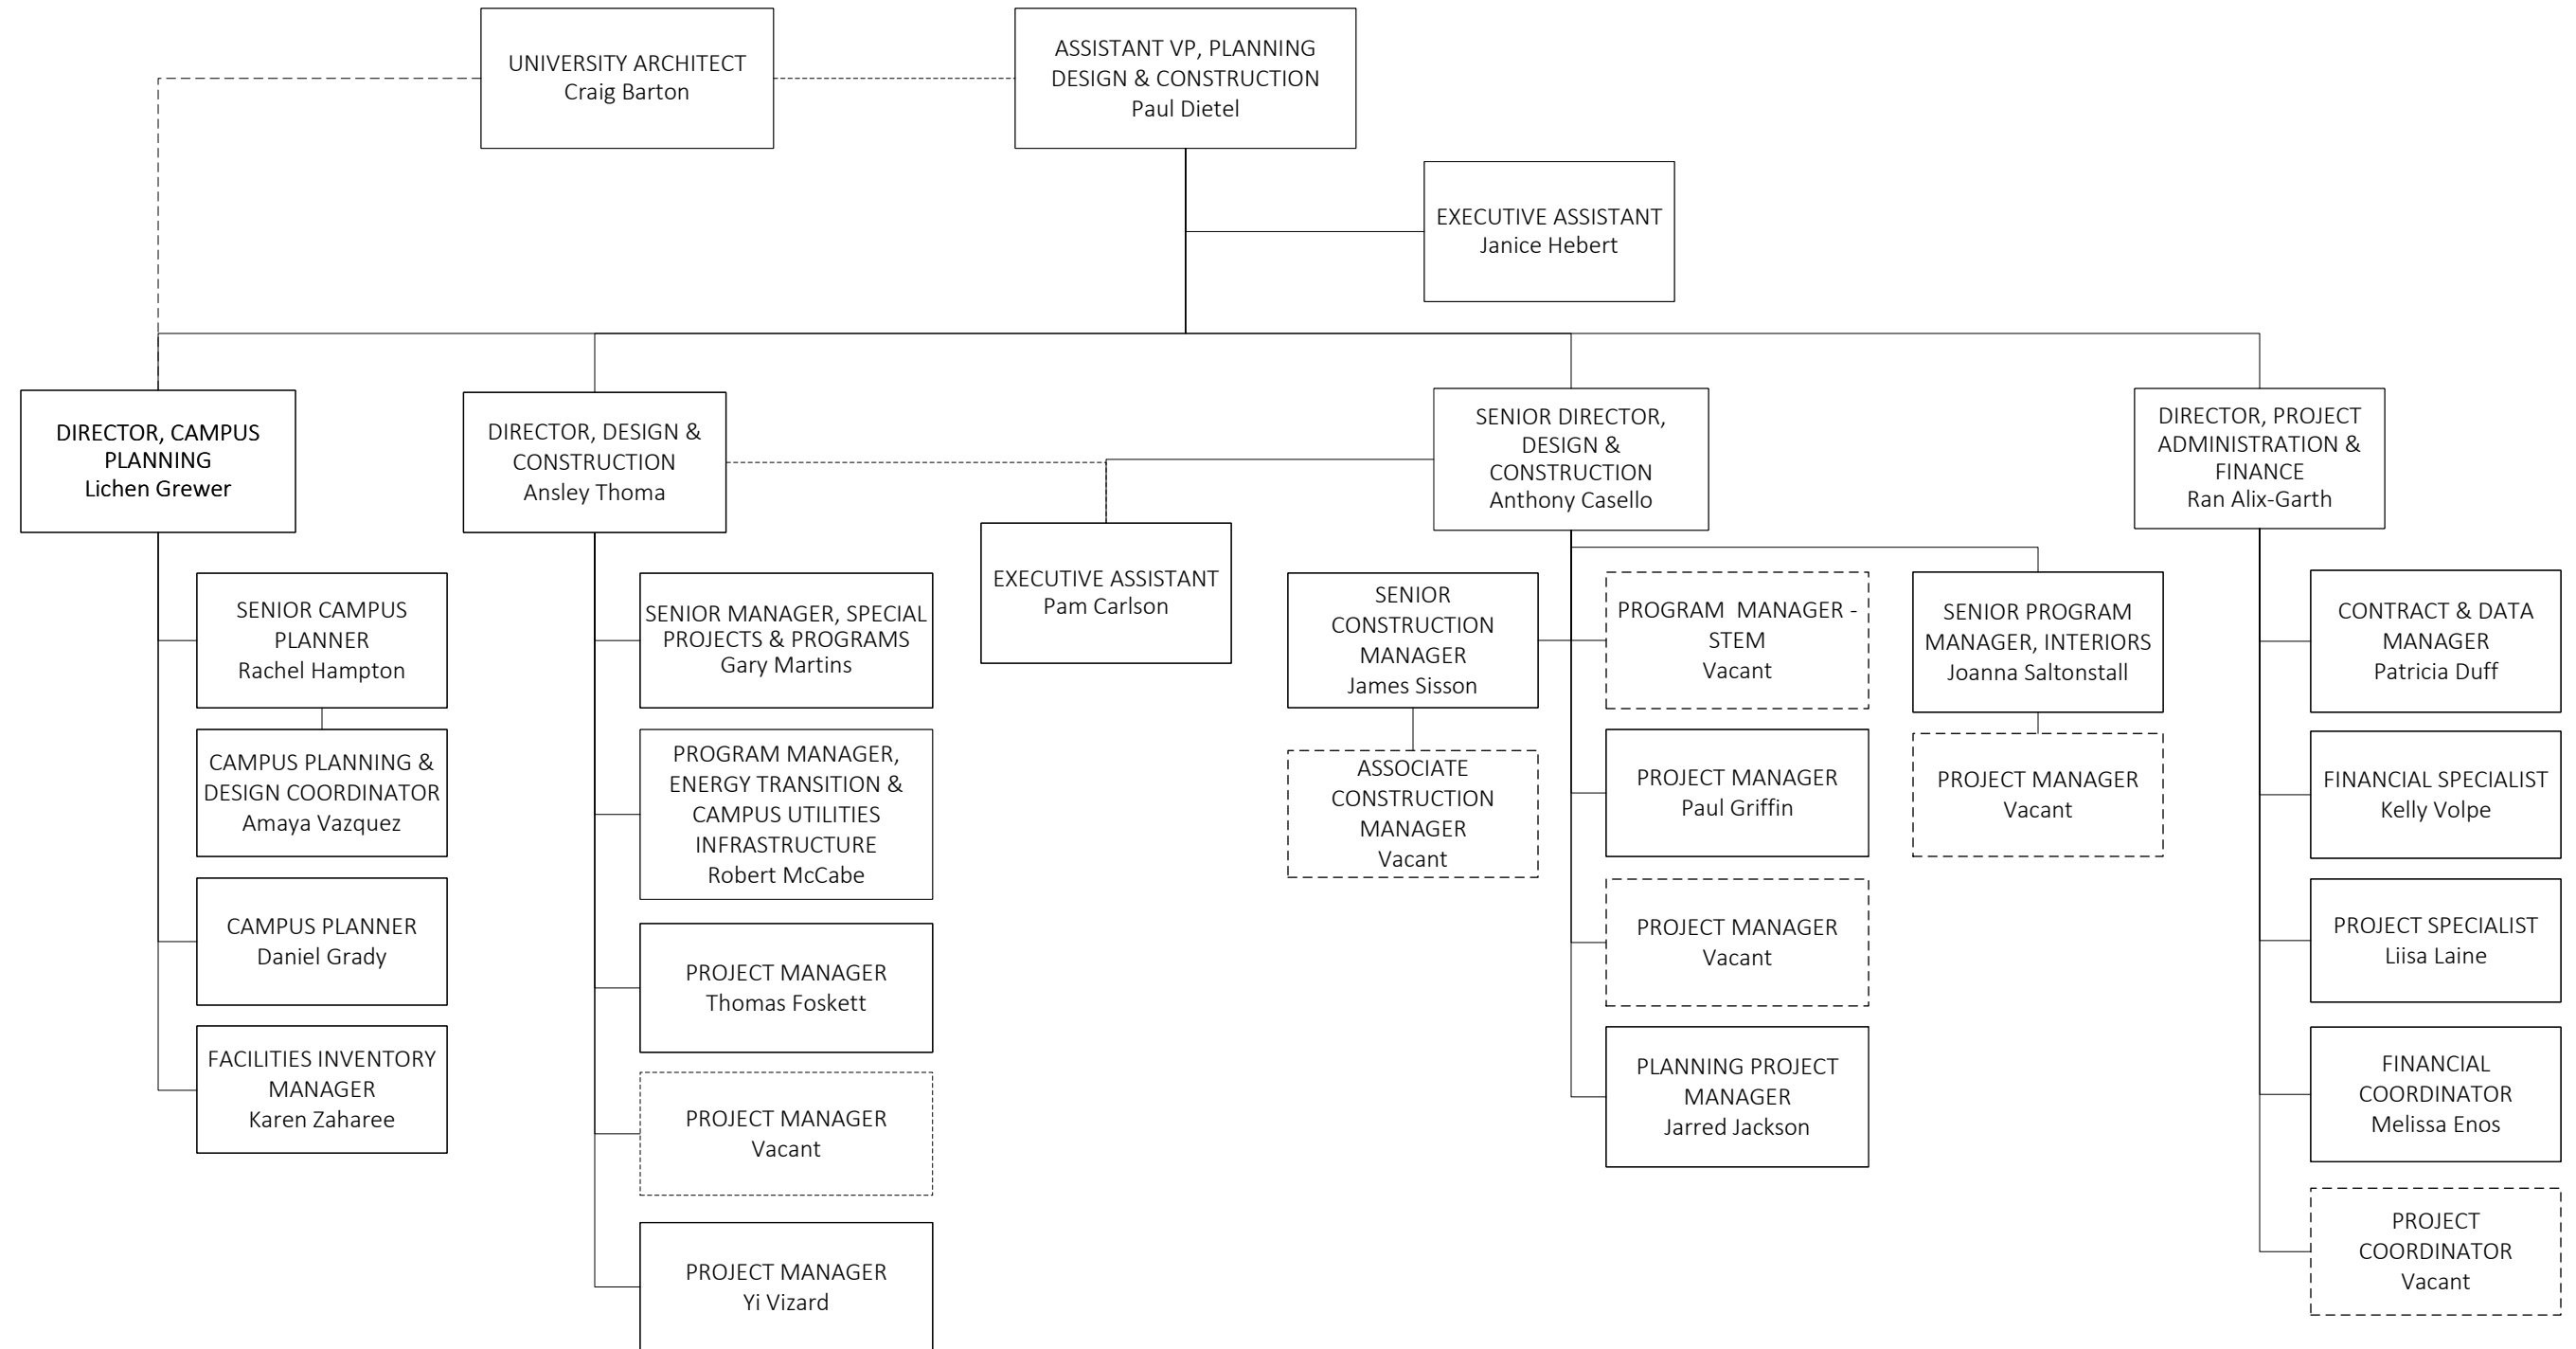 UNIVERSITY ARCHITECT
Craig Barton
ASSISTANT VP, PLANNING
DESIGN & CONSTRUCTION
Paul Dietel
EXECUTIVE ASSISTANT
Janice Hebert
DIRECTOR, CAMPUS
PLANNING
Lichen Grewer
DIRECTOR, DESIGN &
CONSTRUCTION
Ansley Thoma
SENIOR DIRECTOR,
DESIGN &
CONSTRUCTION
Anthony Casello
DIRECTOR, PROJECT
ADMINISTRATION &
FINANCE
Ran Alix-Garth
SENIOR CAMPUS
PLANNER
Rachel Hampton
CAMPUS PLANNING &
DESIGN COORDINATOR
Amaya Vazquez
CAMPUS PLANNER
Daniel Grady
FACILITIES INVENTORY
MANAGER
Karen Zaharee
SENIOR MANAGER, SPECIAL
PROJECTS & PROGRAMS
Gary Martins
PROGRAM MANAGER,
ENERGY TRANSITION &
CAMPUS UTILITIES
INFRASTRUCTURE
Robert McCabe
PROJECT MANAGER
Thomas Foskett
PROJECT MANAGER
Vacant
PROJECT MANAGER
Yi Vizard
EXECUTIVE ASSISTANT
Pam Carlson
SENIOR
CONSTRUCTION
MANAGER
James Sisson
ASSOCIATE
CONSTRUCTION
MANAGER
Vacant
PROGRAM MANAGER -
STEM
Vacant
PROJECT MANAGER
Paul Griffin
PROJECT MANAGER
Vacant
PLANNING PROJECT
MANAGER
Jarred Jackson
SENIOR PROGRAM
MANAGER, INTERIORS
Joanna Saltonstall
PROJECT MANAGER
Vacant
CONTRACT & DATA
MANAGER
Patricia Duff
FINANCIAL SPECIALIST
Kelly Volpe
PROJECT SPECIALIST
Liisa Laine
FINANCIAL
COORDINATOR
Melissa Enos
PROJECT
COORDINATOR
Vacant